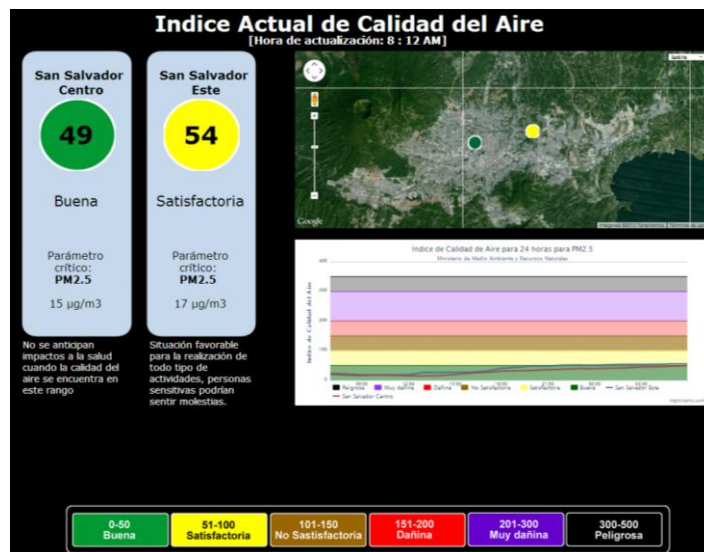 Indice Actual de Calidad del Aire
[Hora de actualización: 8 : 12 AM]
San Salvador
Centro
49
Buena
Parámetro
crítico:
PM2.5
15 µg/m3
No se anticipan
impactos a la salud
cuando la calidad del
aire se encuentra en
este rango
San Salvador
Este
54
Satisfactoria
Parámetro
crítico:
PM2.5
17 µg/m3
Situación favorable
para la realización de
todo tipo de
actividades, personas
sensitivas podrían
sentir molestias.
Google
Indice de Calidad de Aire para 24 horas para PM2.5
Ministerio de Medio Ambiente y Recursos Naturales
Indice de Calidad del Aire
400
300
200
100
0
Peligrosa Muy dañina Dañina No Satisfactoria Satisfactoria Buena San Salvador Este
San Salvador Centro
0-50
Buena
51-100
Satisfactoria
101-150
No Sastisfactoria
151-200
Dañina
201-300
Muy dañina
300-500
Peligrosa